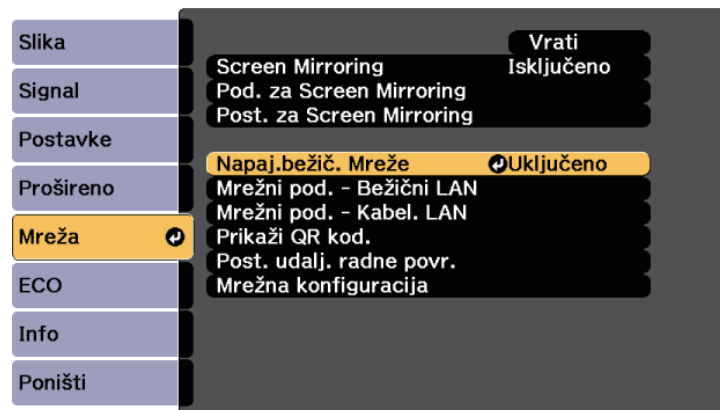 Slika
Signal
Postavke
Prošireno
Mreža
ECO
Info
Poništi
Vrati
Screen Mirroring Isključeno
Pod. za Screen Mirroring
Post. za Screen Mirroring
Napaj.bežič. Mreže Uključeno
Mrežni pod. - Bežični LAN
Mrežni pod. - Kabel. LAN
Prikaži QR kod.
Post. udalj. radne povr.
Mrežna konfiguracija